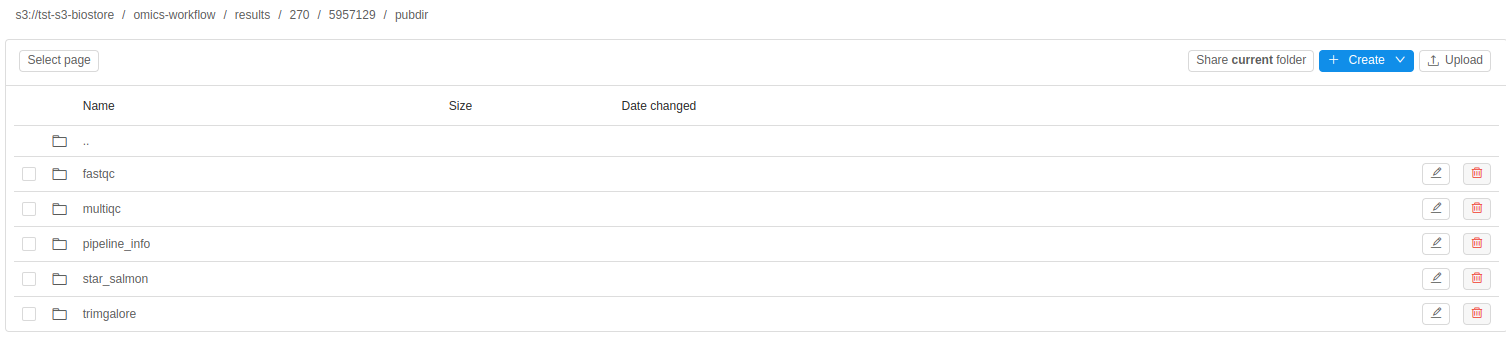 s3://tst-s3-biostore / omics-workflow / results / 270 / 5957129 / pubdir
Select page Share current folder + Create Upload
Name Size Date changed
..
fastqc
multiqc
pipeline_info
star_salmon
trimgalore